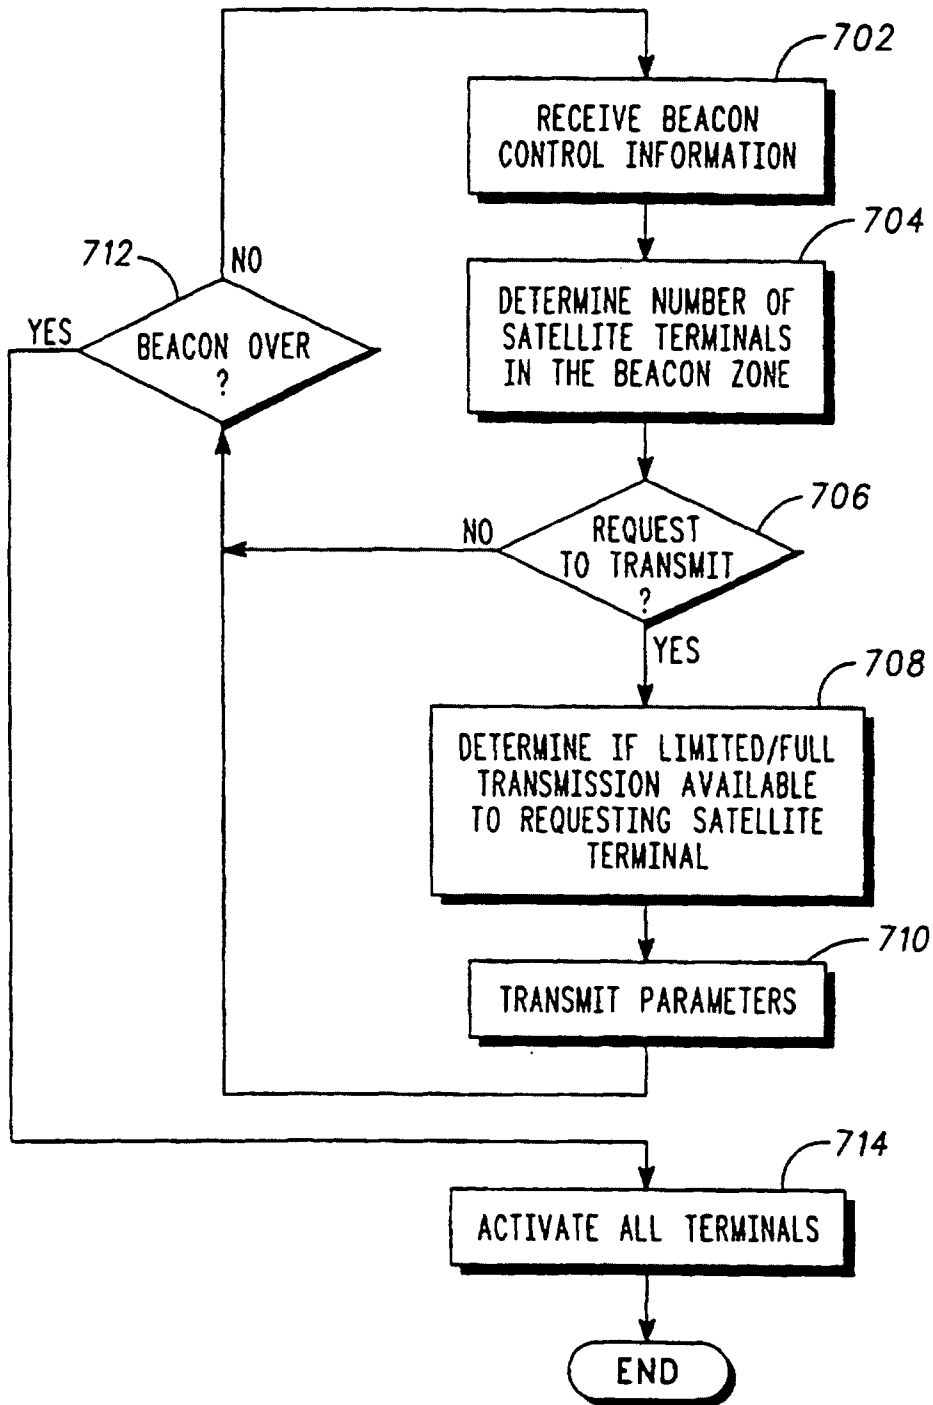 702
RECEIVE BEACON
CONTROL INFORMATION
704
DETERMINE NUMBER OF
SATELLITE TERMINALS
IN THE BEACON ZONE
712
NO
YES
BEACON OVER
?
706
NO
REQUEST
TO TRANSMIT
?
YES
708
DETERMINE IF LIMITED/FULL
TRANSMISSION AVAILABLE
TO REQUESTING SATELLITE
TERMINAL
710
TRANSMIT PARAMETERS
714
ACTIVATE ALL TERMINALS
END